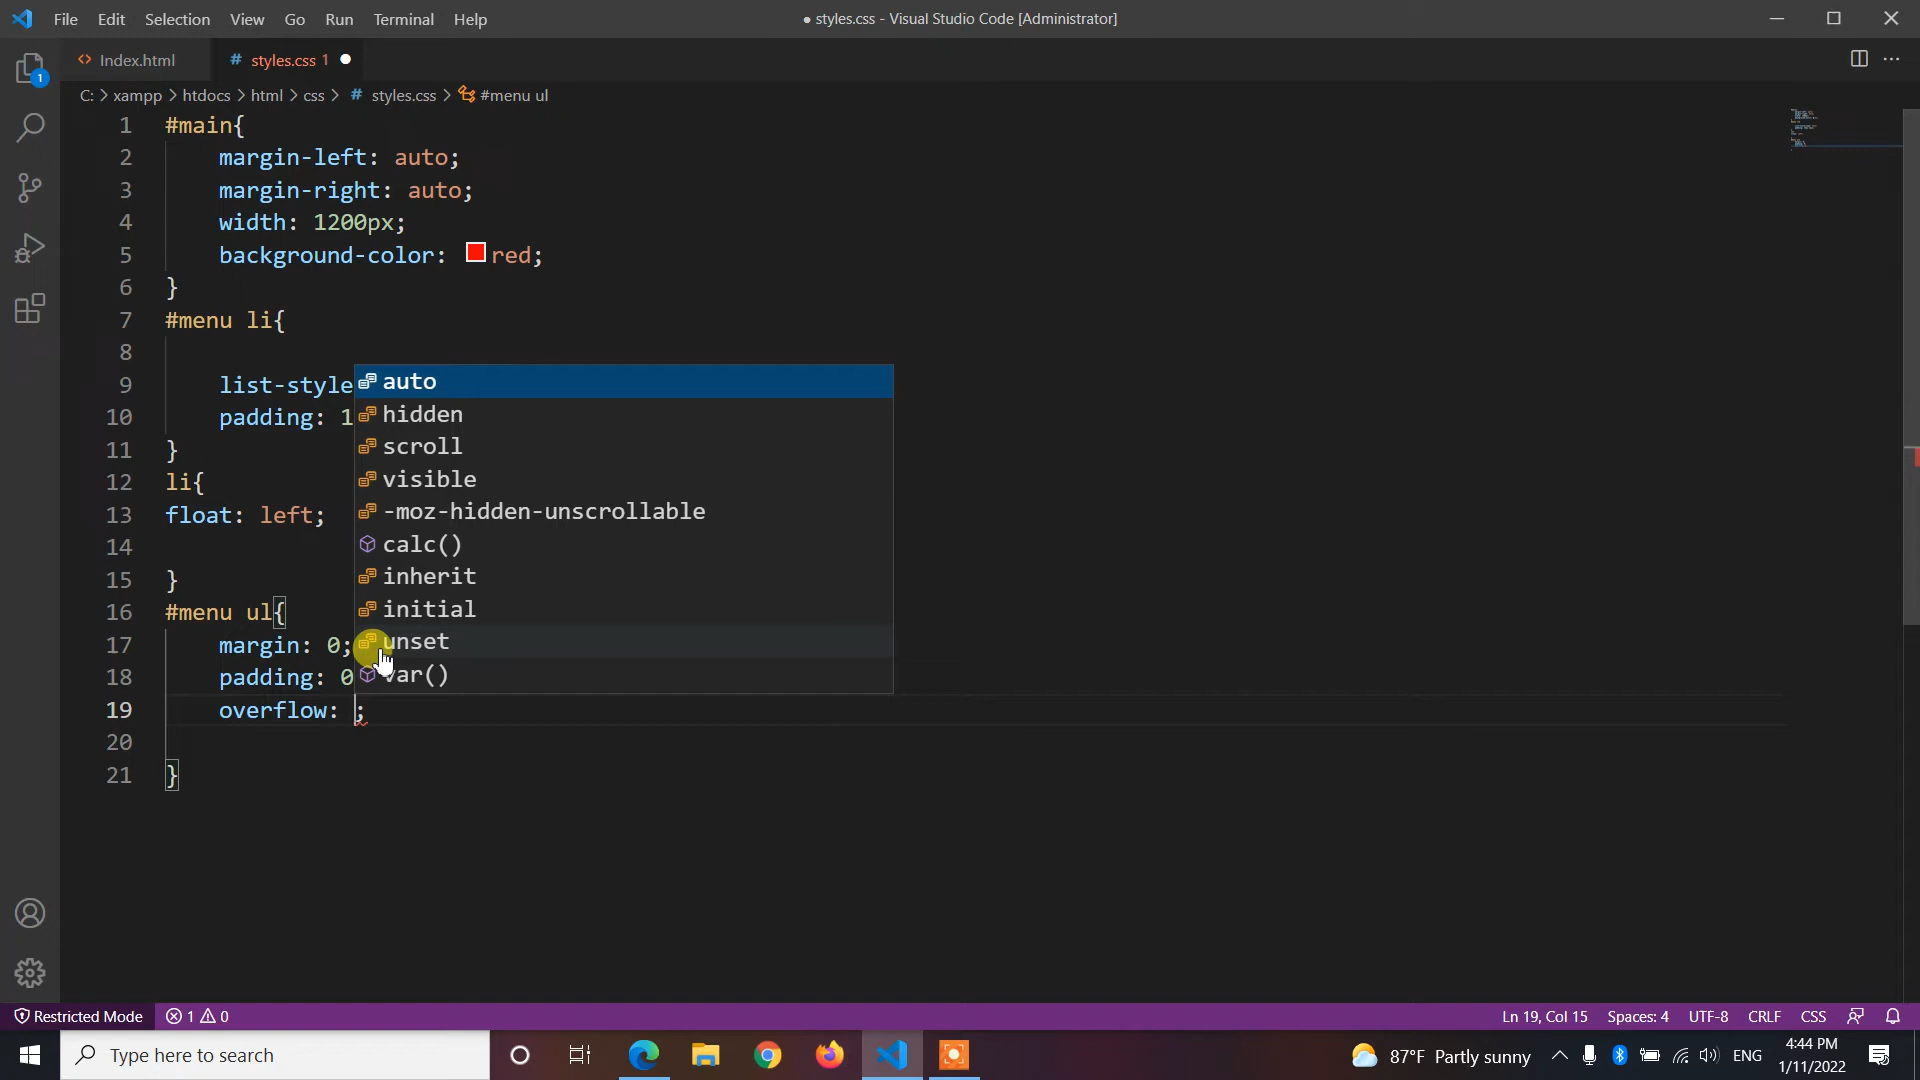 File Edit Selection View Go Run Terminal Help ● styles.css - Visual Studio Code [Administrator]
Index.html # styles.css 1 ●
C: > xampp > htdocs > html > css > # styles.css > #menu ul
1 #main{
2 margin-left: auto;
3 margin-right: auto;
4 width: 1200px;
5 background-color: red;
6 }
7 #menu li{
8
9 list-style
10 padding: 1
11 }
12 li{
13 float: left;
14
15 }
16 #menu ul{
17 margin: 0;
18 padding: 0
19 overflow: ;
20
21 }
auto
hidden
scroll
visible
-moz-hidden-unscrollable
calc()
inherit
initial
unset
var()
1
Restricted Mode 1 0 Ln 19, Col 15 Spaces: 4 UTF-8 CRLF CSS
Type here to search 87°F Partly sunny ENG 4:44 PM
1/11/2022